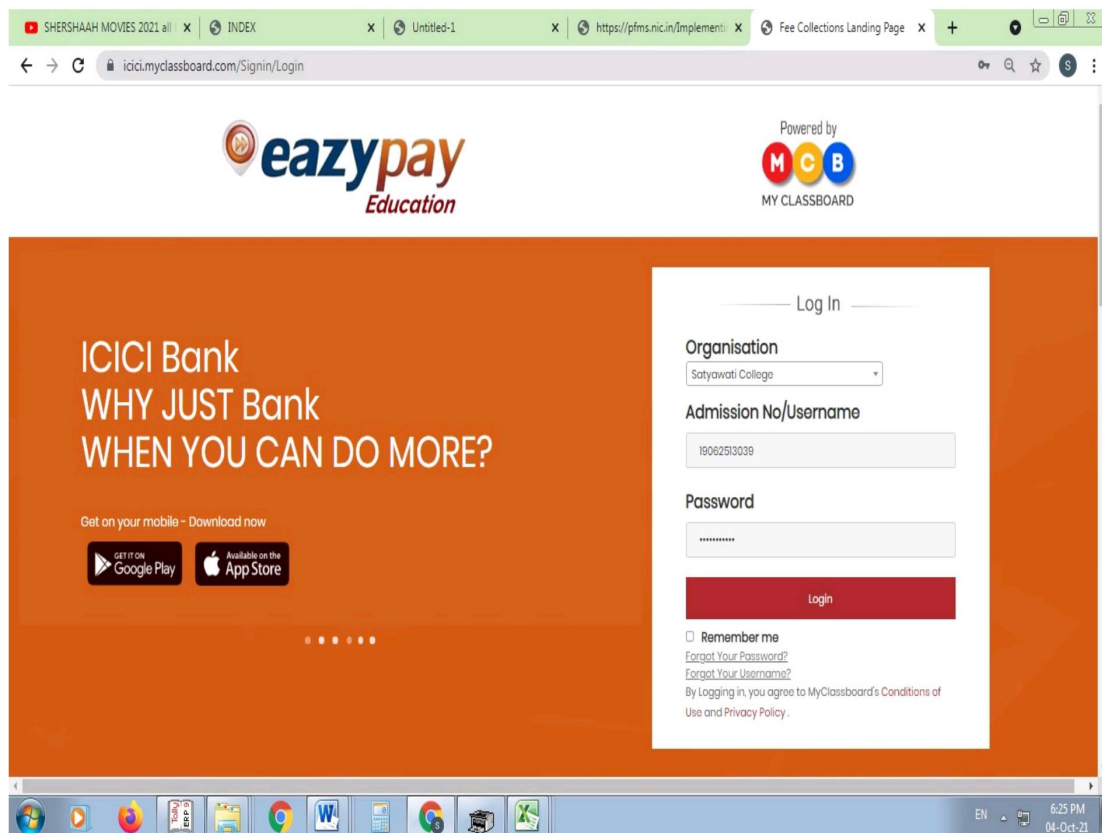 SHERSHAAH MOVIES 2021 all
INDEX
Untitled-1
https://pfms.nic.in/Implementi
Fee Collections Landing Page
icici.myclassboard.com/Signin/Login
S
eazypay
Education
Powered by
M C B
MY CLASSBOARD
Log In
Organisation
Satyawati College
Admission No/Username
19062513039
Password
Login
Remember me
Forgot Your Password?
Forgot Your Username?
By Logging in, you agree to MyClassboard's Conditions of
Use and Privacy Policy .
ICICI Bank
WHY JUST Bank
WHEN YOU CAN DO MORE?
Get on your mobile - Download now
GET IT ON
Google Play
Available on the
App Store
Tally
ERP 9
EN
6:25 PM
04-Oct-21